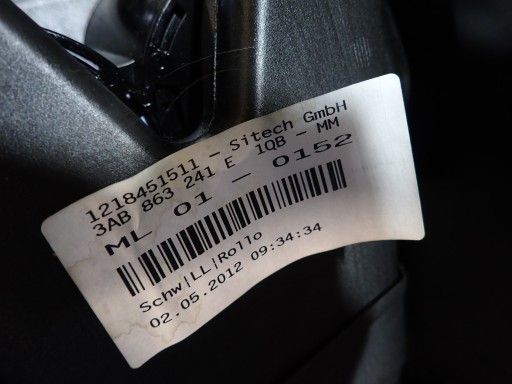 1218451511 - Sitech GmbH
3AB 863 241 E 1QB - MM
ML 01 - 0152
Schw|LL|Rollo
02.05.2012 09:34:34